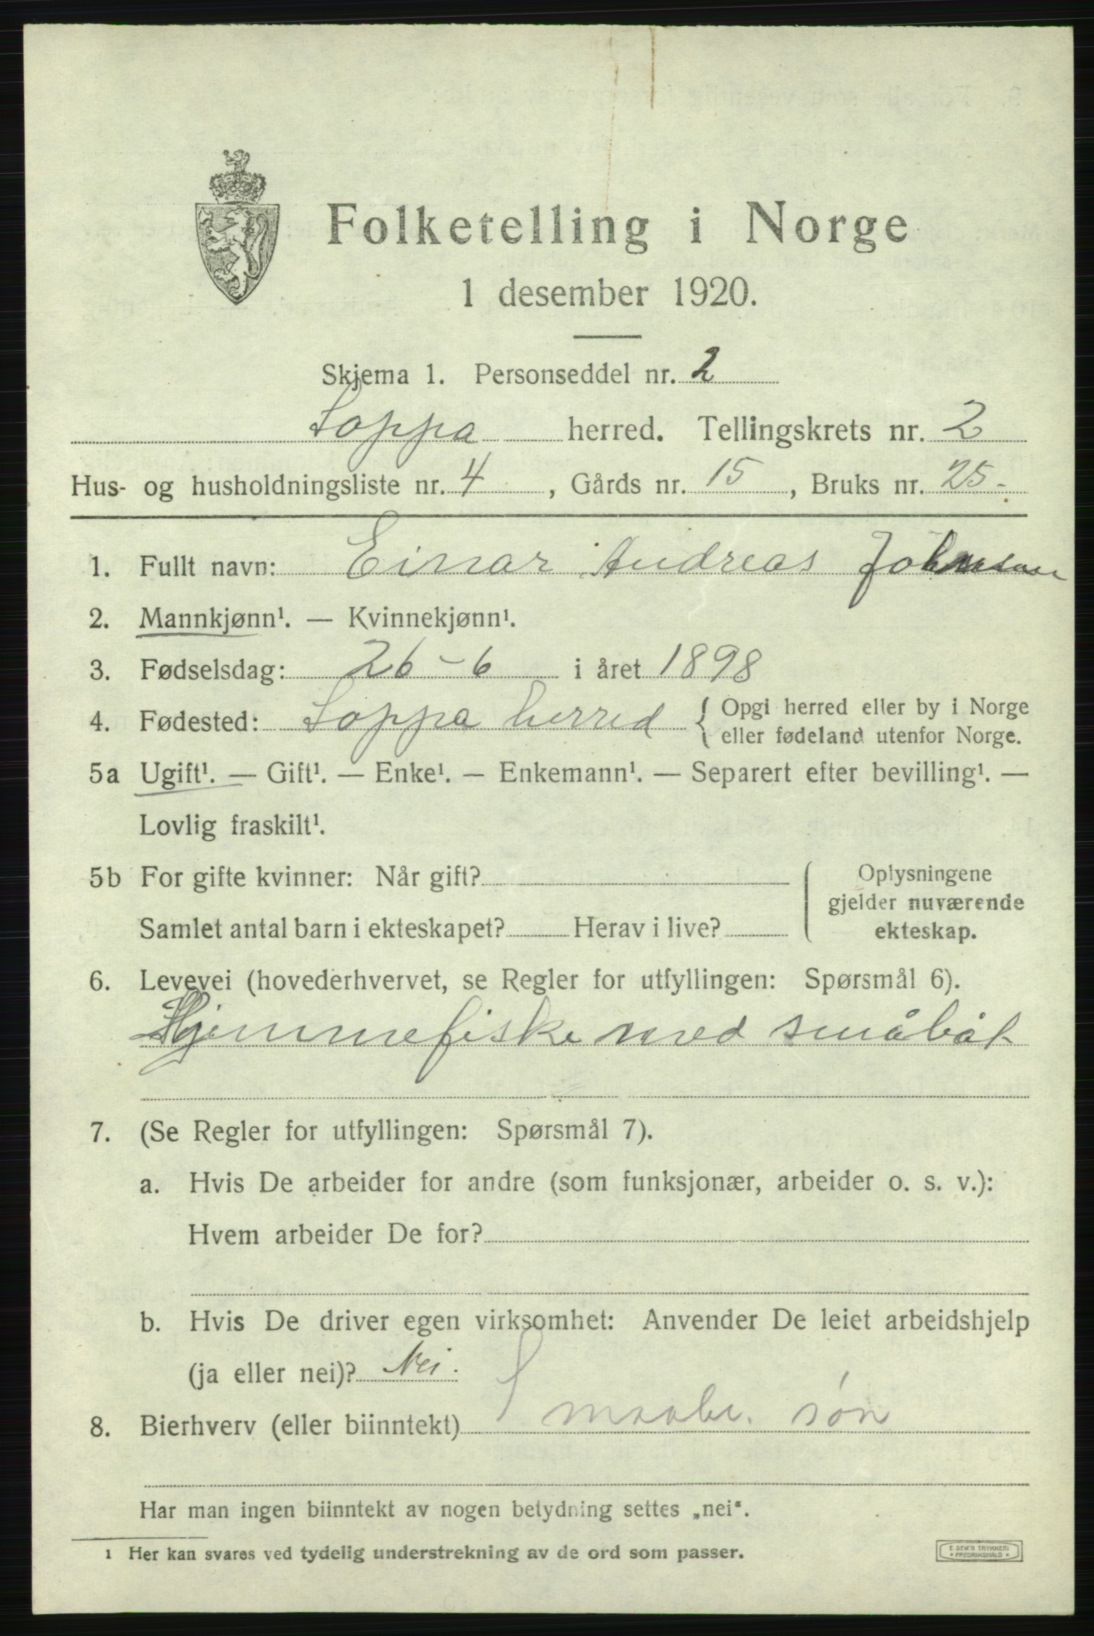 Folketelling i Norge
1 desember 1920.
Skjema 1. Personseddel nr. 2
Loppa herred. Tellingskrets nr. 2
Hus- og husholdningsliste nr. 4, Gårds nr. 15, Bruks nr. 25.
1. Fullt navn: Einar Andreas Johnsen
2. Mannkjønn¹. — Kvinnekjønn¹.
3. Fødselsdag: 26-6 i året 1898
4. Fødested: Loppa herred { Opgi herred eller by i Norge
eller fødeland utenfor Norge.
5a Ugift¹. — Gift¹. — Enke¹. — Enkemann¹. — Separert efter bevilling¹. —
Lovlig fraskilt¹.
5b For gifte kvinner: Når gift?
Samlet antal barn i ekteskapet? Herav i live?
Oplysningene
gjelder nuværende
ekteskap.
6. Levevei (hovederhvervet, se Regler for utfyllingen: Spørsmål 6).
Hjemmefiske med småbåt
7. (Se Regler for utfyllingen: Spørsmål 7).
a. Hvis De arbeider for andre (som funksjonær, arbeider o. s. v.):
Hvem arbeider De for?
b. Hvis De driver egen virksomhet: Anvender De leiet arbeidshjelp
(ja eller nei)? Nei.
8. Bierhverv (eller biinntekt) Smaabr. søn
Har man ingen biinntekt av nogen betydning settes „nei“.
¹ Her kan svares ved tydelig understrekning av de ord som passer.